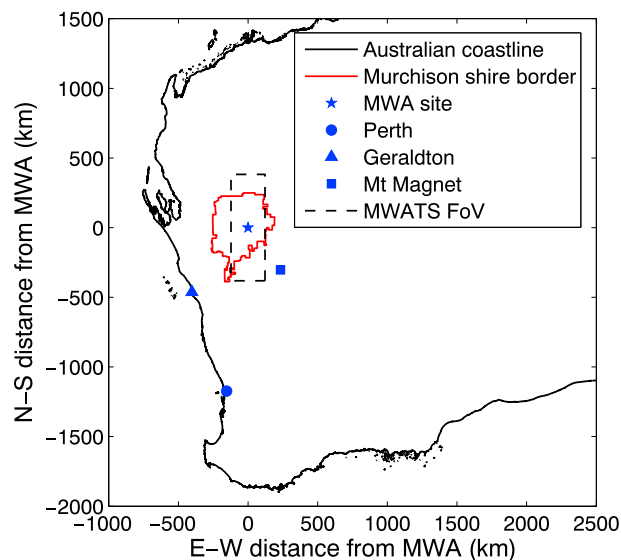 1500
1000
500
0
−500
−1000
−1500
−2000
N−S distance from MWA (km)
Australian coastline
Murchison shire border
MWA site
Perth
Geraldton
Mt Magnet
MWATS FoV
−1000 −500 0 500 1000 1500 2000 2500
E−W distance from MWA (km)